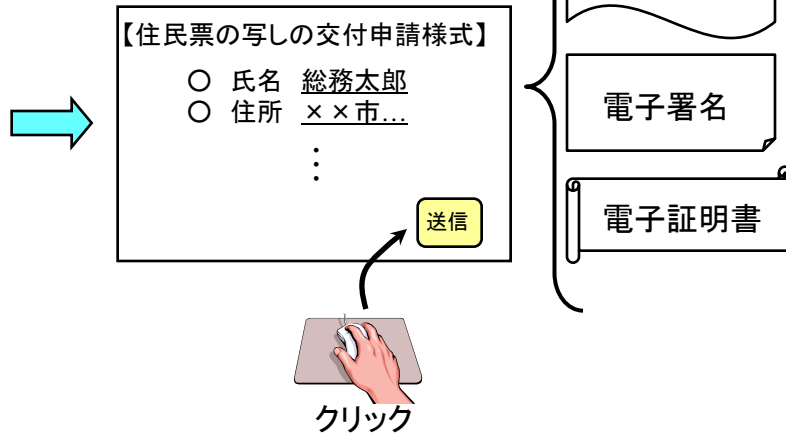 【住民票の写しの交付申請様式】
○ 氏名 総務太郎
○ 住所 ××市…
⋮
送信
クリック
電子署名
電子証明書